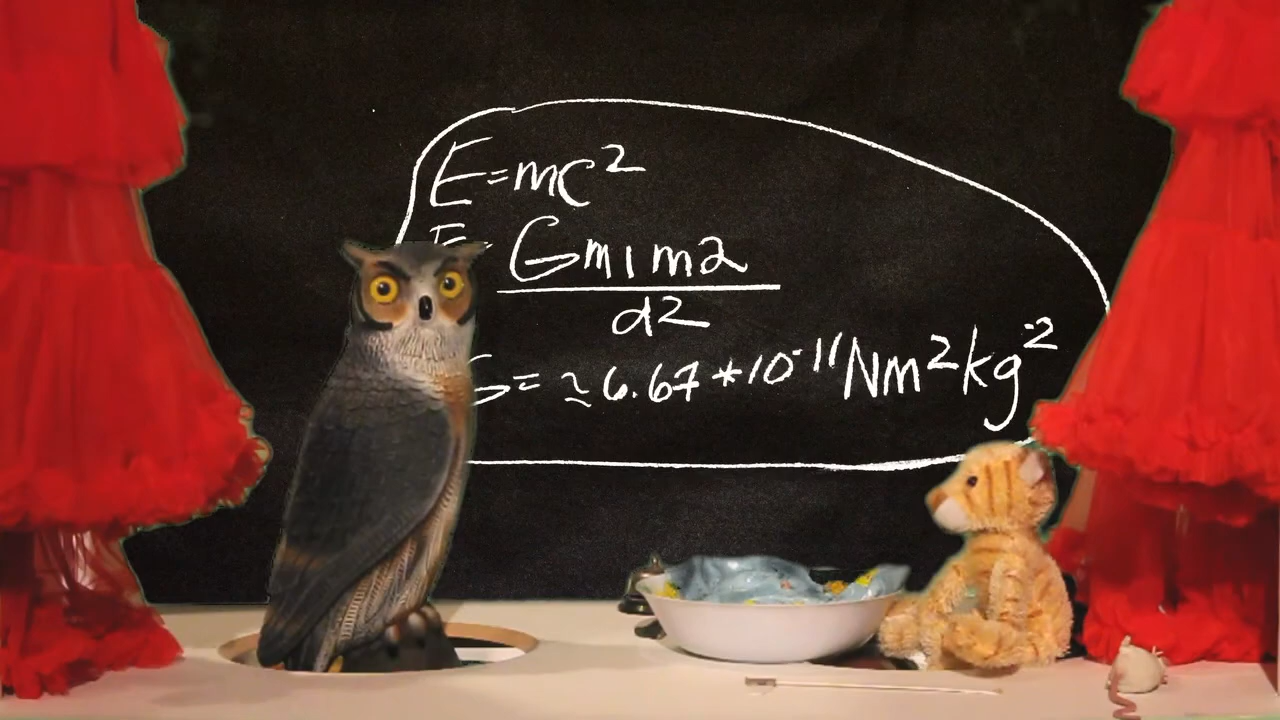 E=mc²
F= Gm1m2
d2
G= ≃6.67*10⁻¹¹Nm²kg⁻²